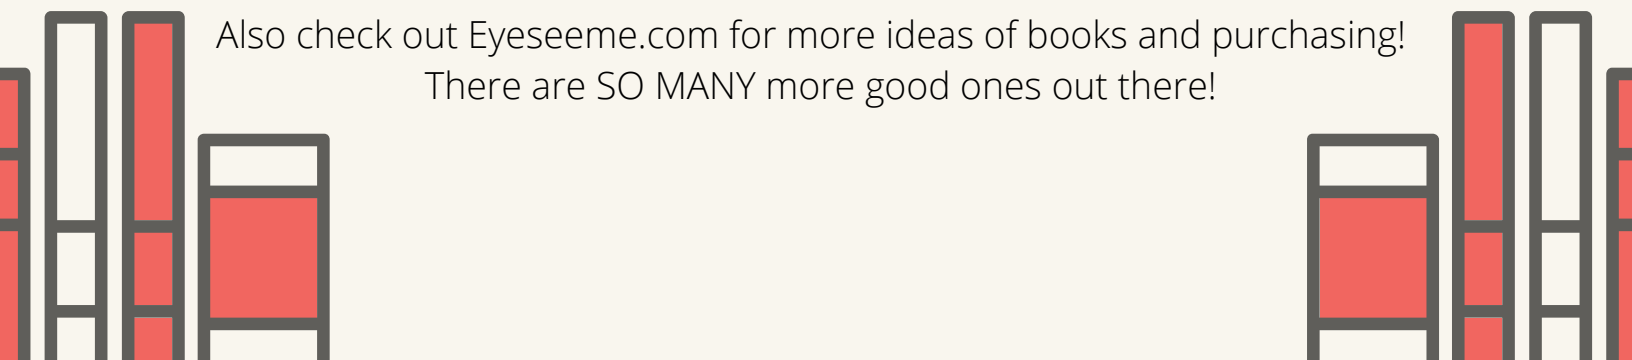 Also check out Eyeseeme.com for more ideas of books and purchasing!
There are SO MANY more good ones out there!